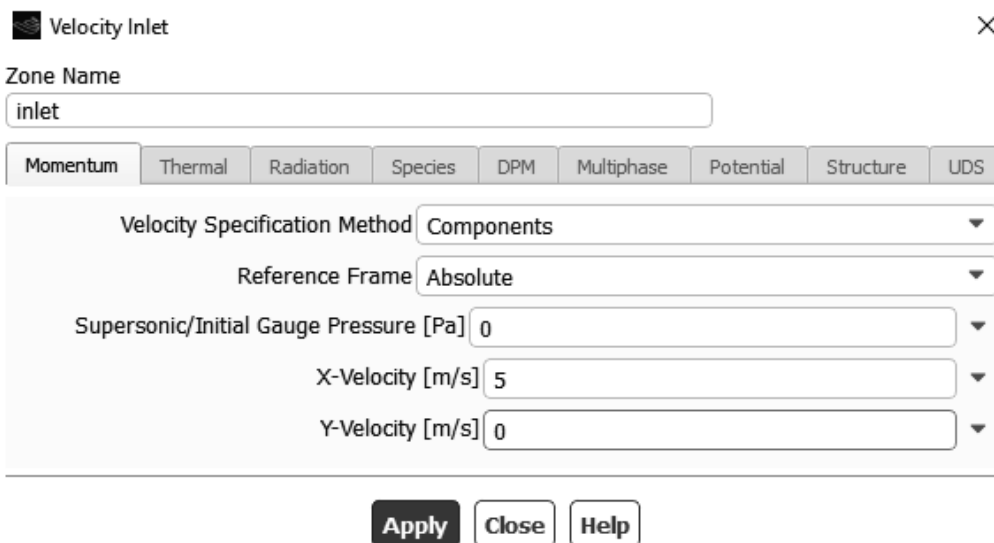 Velocity Inlet
Zone Name
inlet
Momentum Thermal Radiation Species DPM Multiphase Potential Structure UDS
Velocity Specification Method Components
Reference Frame Absolute
Supersonic/Initial Gauge Pressure [Pa] 0
X-Velocity [m/s] 5
Y-Velocity [m/s] 0
Apply Close Help